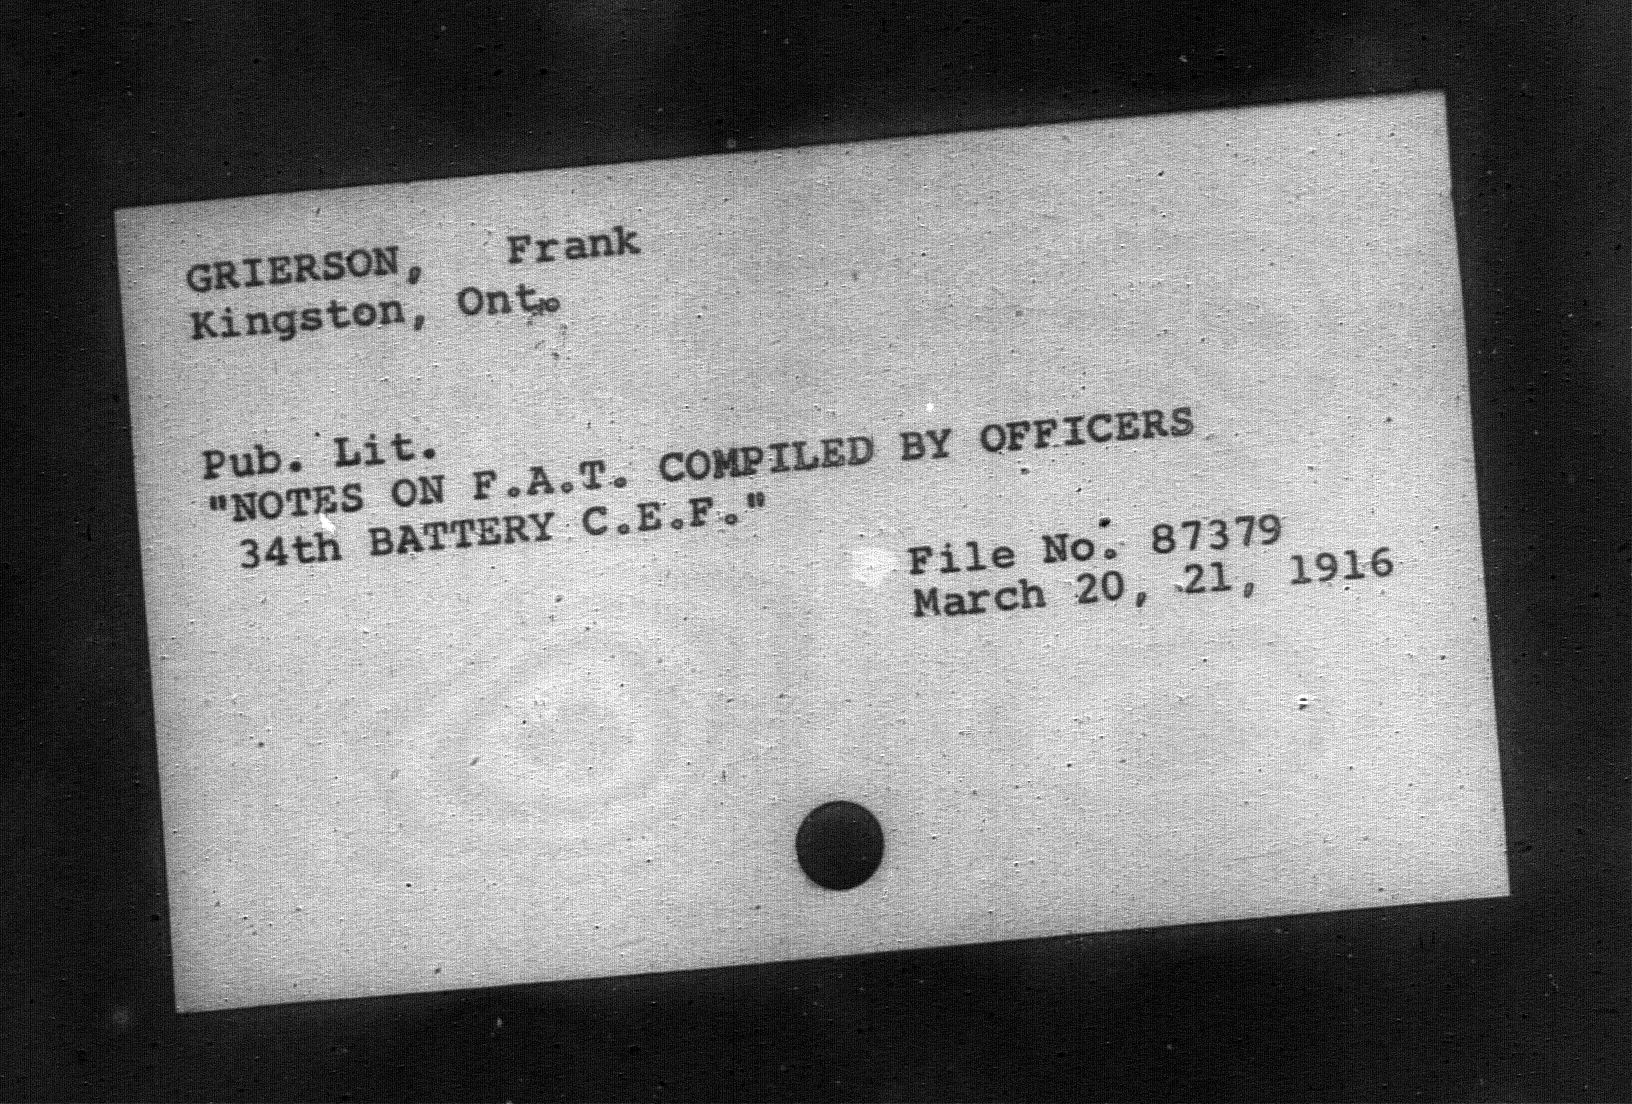 GRIERSON, Frank
Kingston, Ont.
Pub. Lit.
"NOTES ON F.A.T. COMPILED BY OFFICERS
34th BATTERY C.E.F."
File No. 87379
March 20, 21, 1916